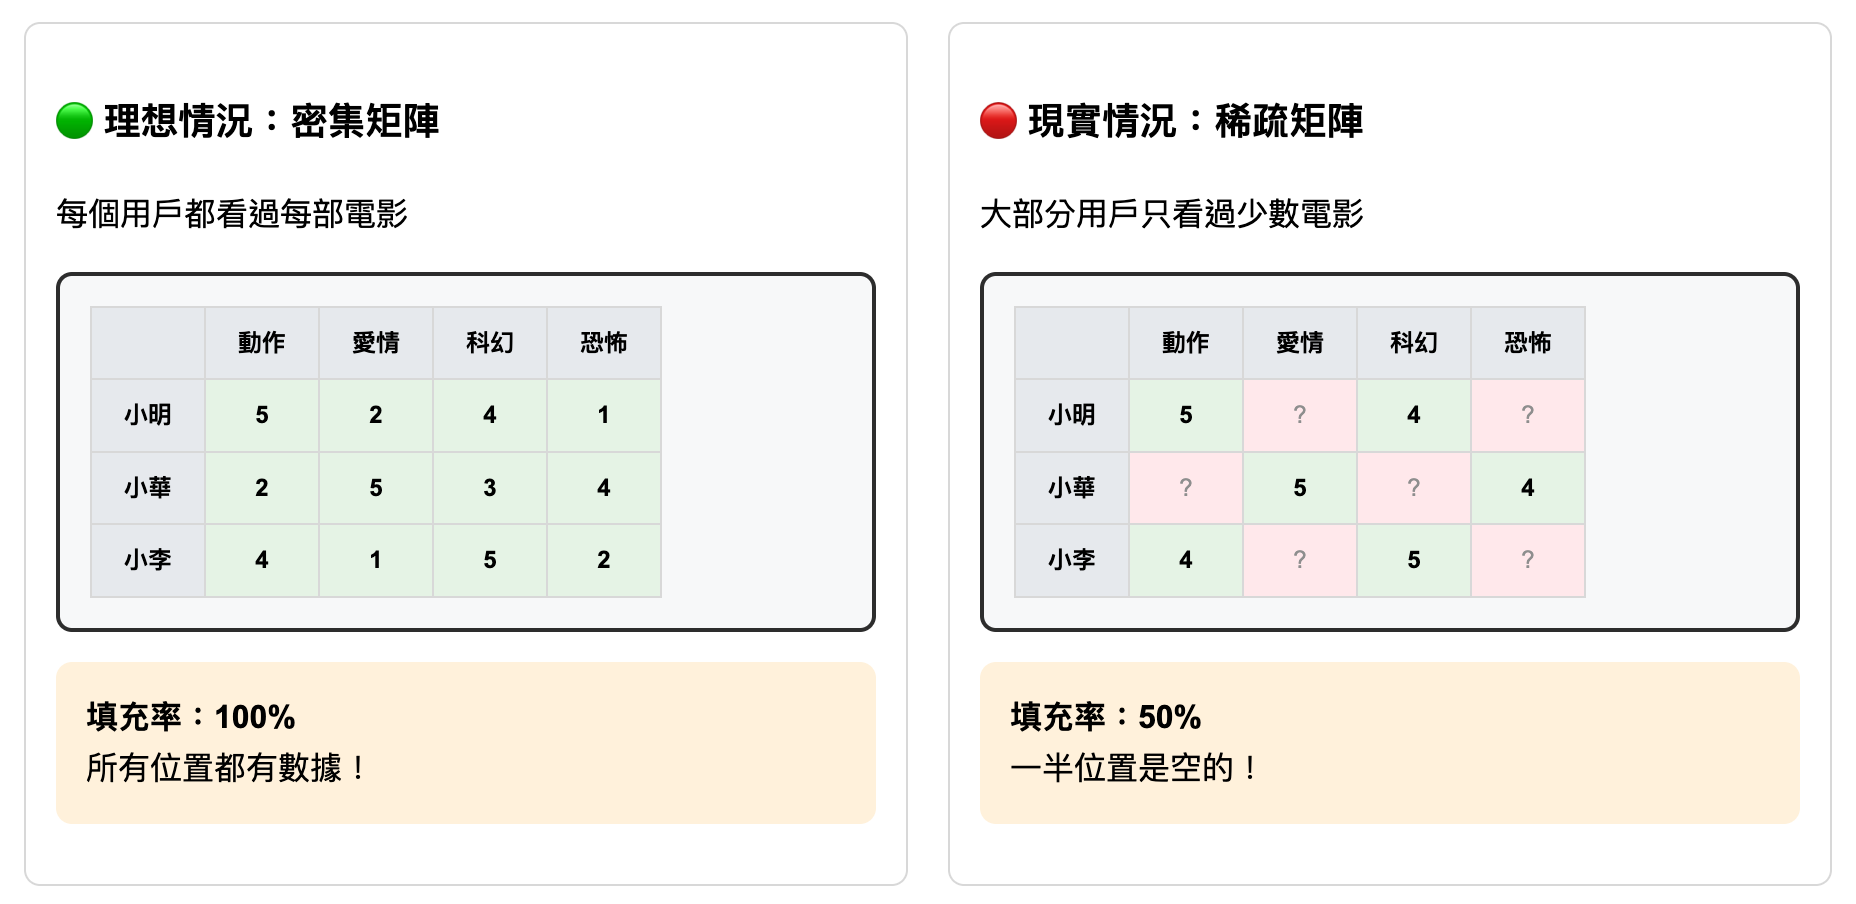 理想情況：密集矩陣
每個用戶都看過每部電影
動作 愛情 科幻 恐怖
小明 5 2 4 1
小華 2 5 3 4
小李 4 1 5 2
填充率：100%
所有位置都有數據！
現實情況：稀疏矩陣
大部分用戶只看過少數電影
動作 愛情 科幻 恐怖
小明 5 ? 4 ?
小華 ? 5 ? 4
小李 4 ? 5 ?
填充率：50%
一半位置是空的！